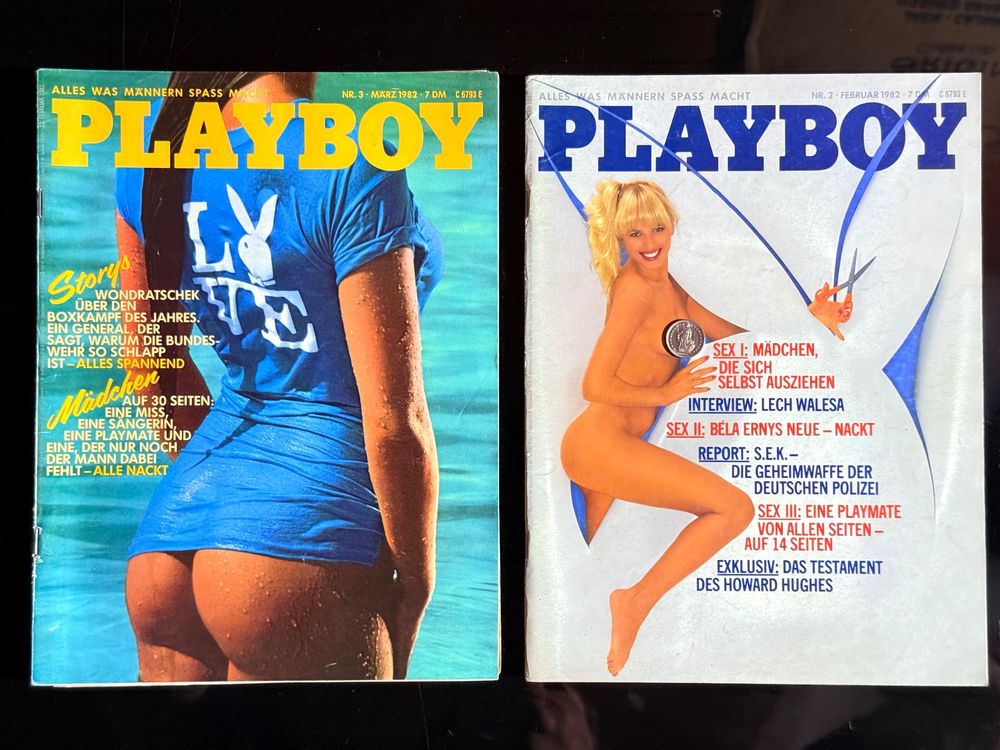 ALLES WAS MÄNNERN SPASS MACHT
NR. 3 · MÄRZ 1982 · 7 DM C 6793 E
PLAYBOY
L
VE
Storys
WONDRATSCHEK
ÜBER DEN
BOXKAMPF DES JAHRES.
EIN GENERAL, DER
SAGT, WARUM DIE BUNDES-
WEHR SO SCHLAPP
IST – ALLES SPANNEND
Mädchen
AUF 30 SEITEN:
EINE MISS,
EINE SÄNGERIN,
EINE PLAYMATE UND
EINE, DER NUR NOCH
DER MANN DABEI
FEHLT – ALLE NACKT
ALLES WAS MÄNNERN SPASS MACHT
NR. 2 · FEBRUAR 1982 · 7 DM C 6793 E
PLAYBOY
SEX I: MÄDCHEN,
DIE SICH
SELBST AUSZIEHEN
INTERVIEW: LECH WALESA
SEX II: BÉLA ERNYS NEUE – NACKT
REPORT: S.E.K. –
DIE GEHEIMWAFFE DER
DEUTSCHEN POLIZEI
SEX III: EINE PLAYMATE
VON ALLEN SEITEN –
AUF 14 SEITEN
EXKLUSIV: DAS TESTAMENT
DES HOWARD HUGHES